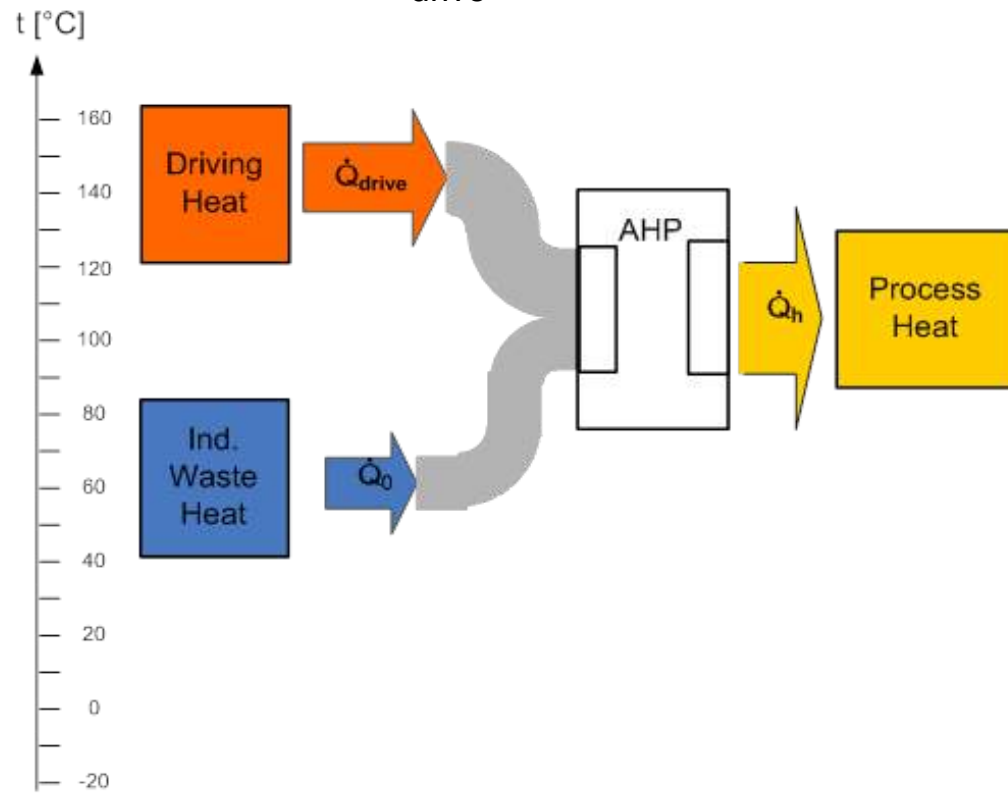 t [°C]
160
140
120
100
80
60
40
20
0
-20
Driving
Heat
Q̇drive
Ind.
Waste
Heat
Q̇0
AHP
Q̇h
Process
Heat